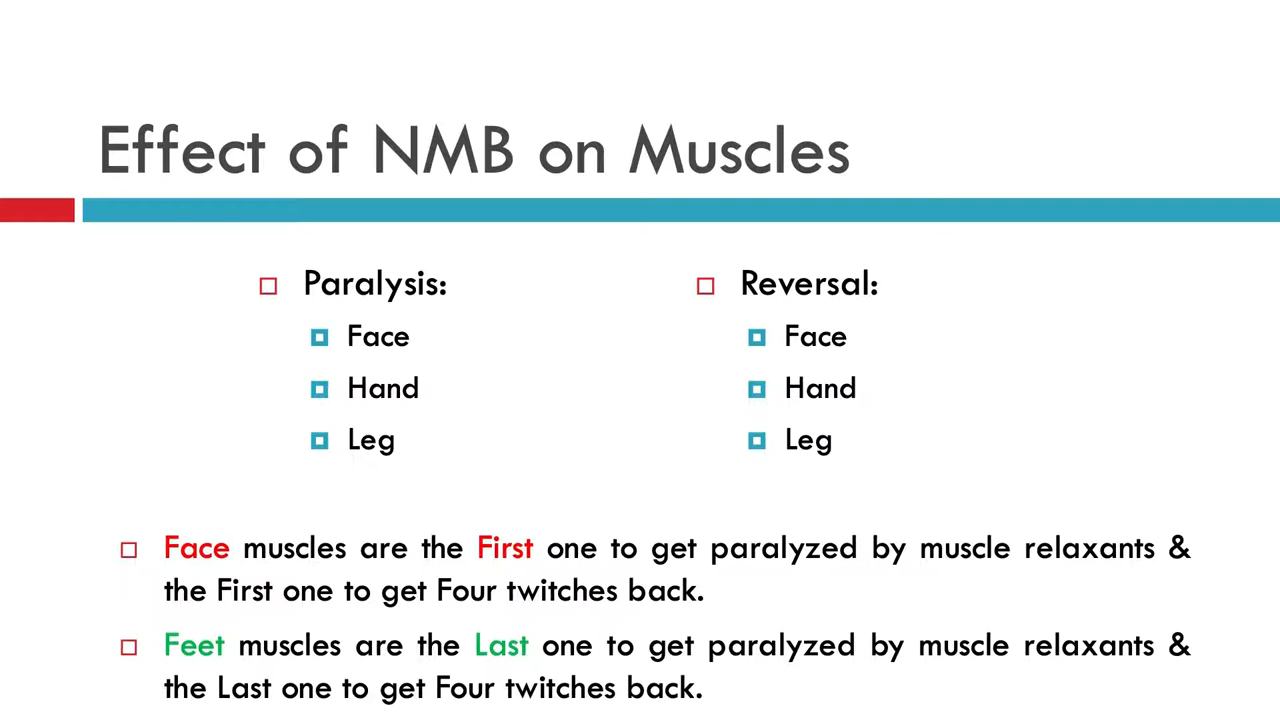 Effect of NMB on Muscles
Paralysis:
Face
Hand
Leg
Reversal:
Face
Hand
Leg
Face muscles are the First one to get paralyzed by muscle relaxants &
the First one to get Four twitches back.
Feet muscles are the Last one to get paralyzed by muscle relaxants &
the Last one to get Four twitches back.